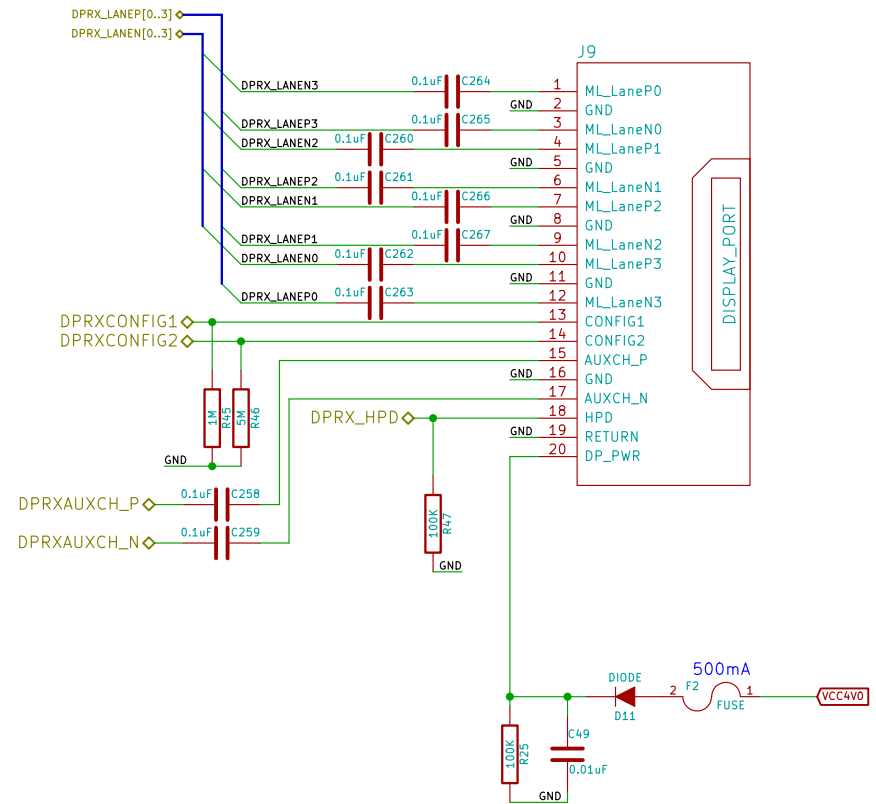 DPRX_LANEP[0..3]
DPRX_LANEN[0..3]
J9
DPRX_LANEN3 0.1uF C264 1 ML_LaneP0
GND 2 GND
DPRX_LANEP3 0.1uF C265 3 ML_LaneN0
DPRX_LANEN2 0.1uF C260 4 ML_LaneP1
GND 5 GND
DPRX_LANEP2 0.1uF C261 6 ML_LaneN1
DPRX_LANEN1 0.1uF C266 7 ML_LaneP2
GND 8 GND
DPRX_LANEP1 0.1uF C267 9 ML_LaneN2
DPRX_LANEN0 0.1uF C262 10 ML_LaneP3
GND 11 GND
DPRX_LANEP0 0.1uF C263 12 ML_LaneN3
DPRXCONFIG1 13 CONFIG1
DPRXCONFIG2 14 CONFIG2
15 AUXCH_P
GND 16 GND
17 AUXCH_N
DPRX_HPD 18 HPD
GND 19 RETURN
20 DP_PWR
DISPLAY_PORT
1M R45
5M R46
GND
DPRXAUXCH_P 0.1uF C258
DPRXAUXCH_N 0.1uF C259
100K R47
GND
500mA
DIODE
D11
2 F2 FUSE 1
VCC4V0
100K R25
C49
0.01uF
GND